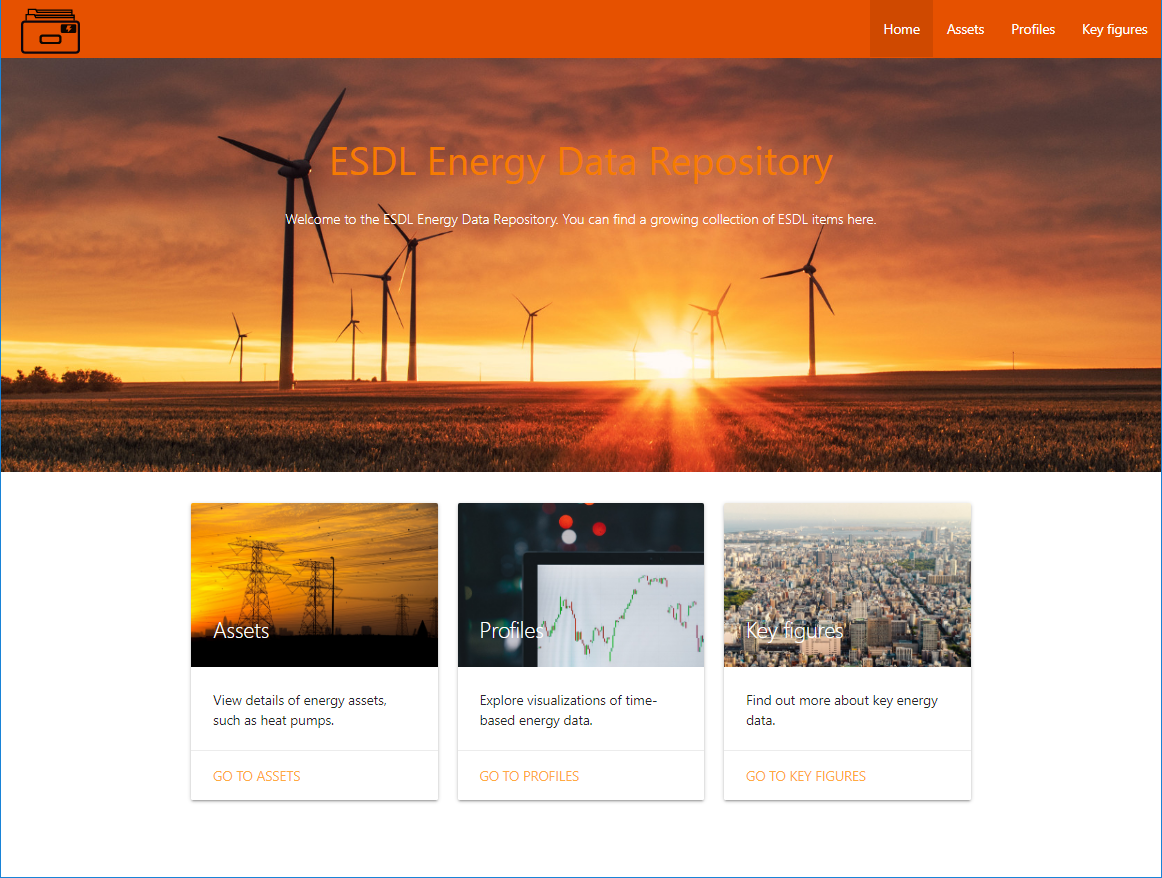 Home Assets Profiles Key figures
ESDL Energy Data Repository
Welcome to the ESDL Energy Data Repository. You can find a growing collection of ESDL items here.
Assets
View details of energy assets,
such as heat pumps.
GO TO ASSETS
Profiles
Explore visualizations of time-
based energy data.
GO TO PROFILES
Key figures
Find out more about key energy
data.
GO TO KEY FIGURES